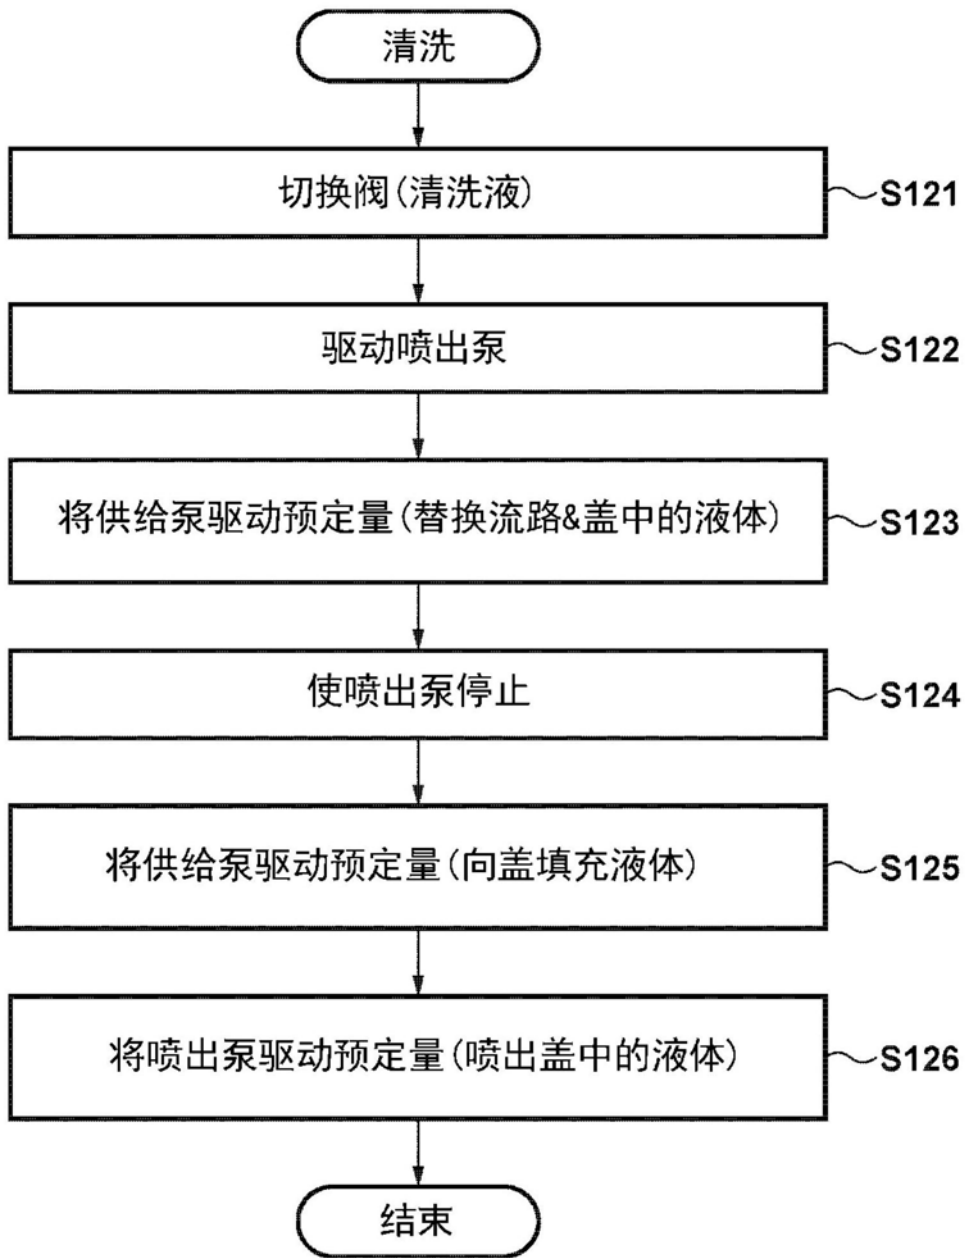 清洗
切换阀(清洗液)
S121
驱动喷出泵
S122
将供给泵驱动预定量(替换流路&盖中的液体)
S123
使喷出泵停止
S124
将供给泵驱动预定量(向盖填充液体)
S125
将喷出泵驱动预定量(喷出盖中的液体)
S126
结束